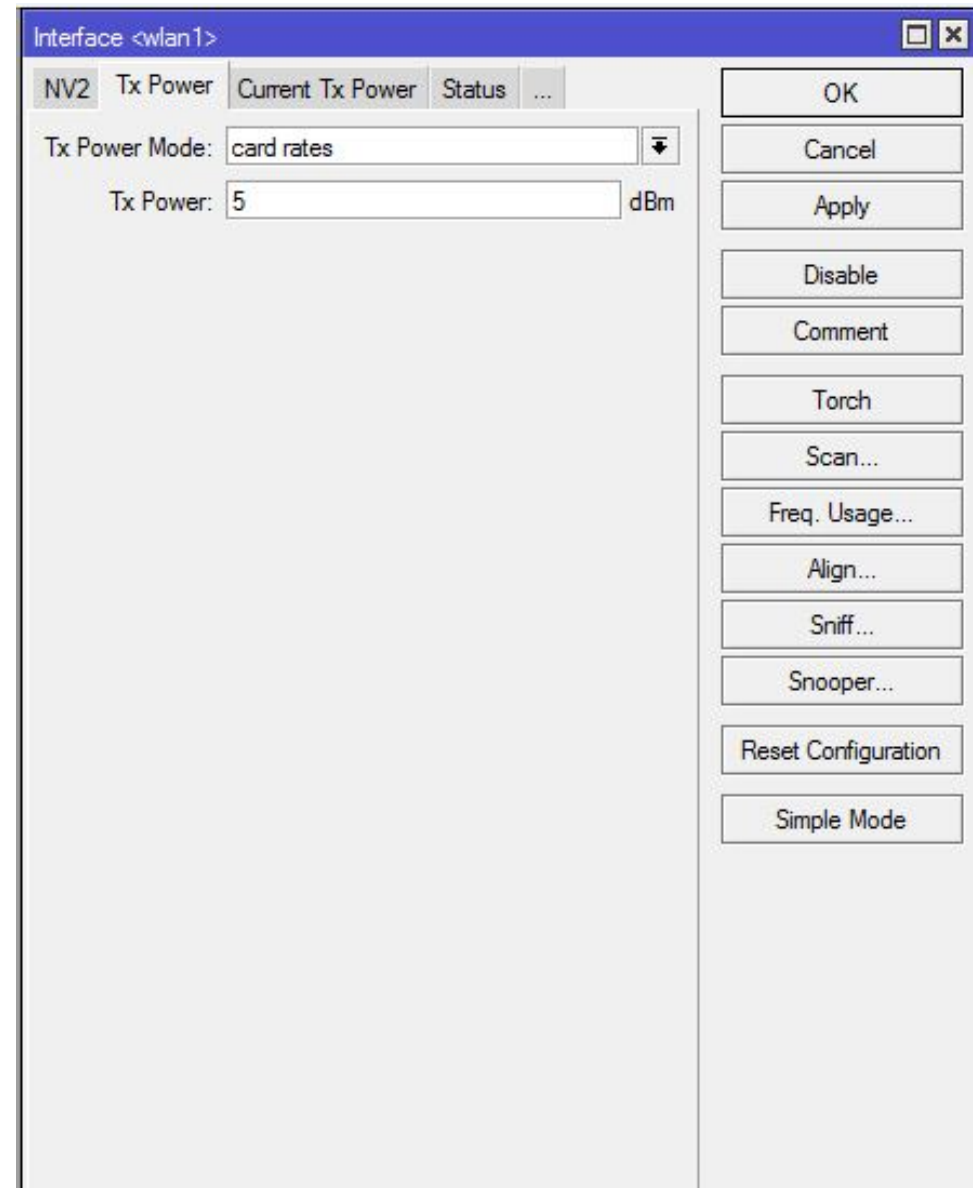 Interface <wlan1>
NV2 Tx Power Current Tx Power Status ...
Tx Power Mode: card rates
Tx Power: 5 dBm
OK
Cancel
Apply
Disable
Comment
Torch
Scan...
Freq. Usage...
Align...
Sniff...
Snooper...
Reset Configuration
Simple Mode